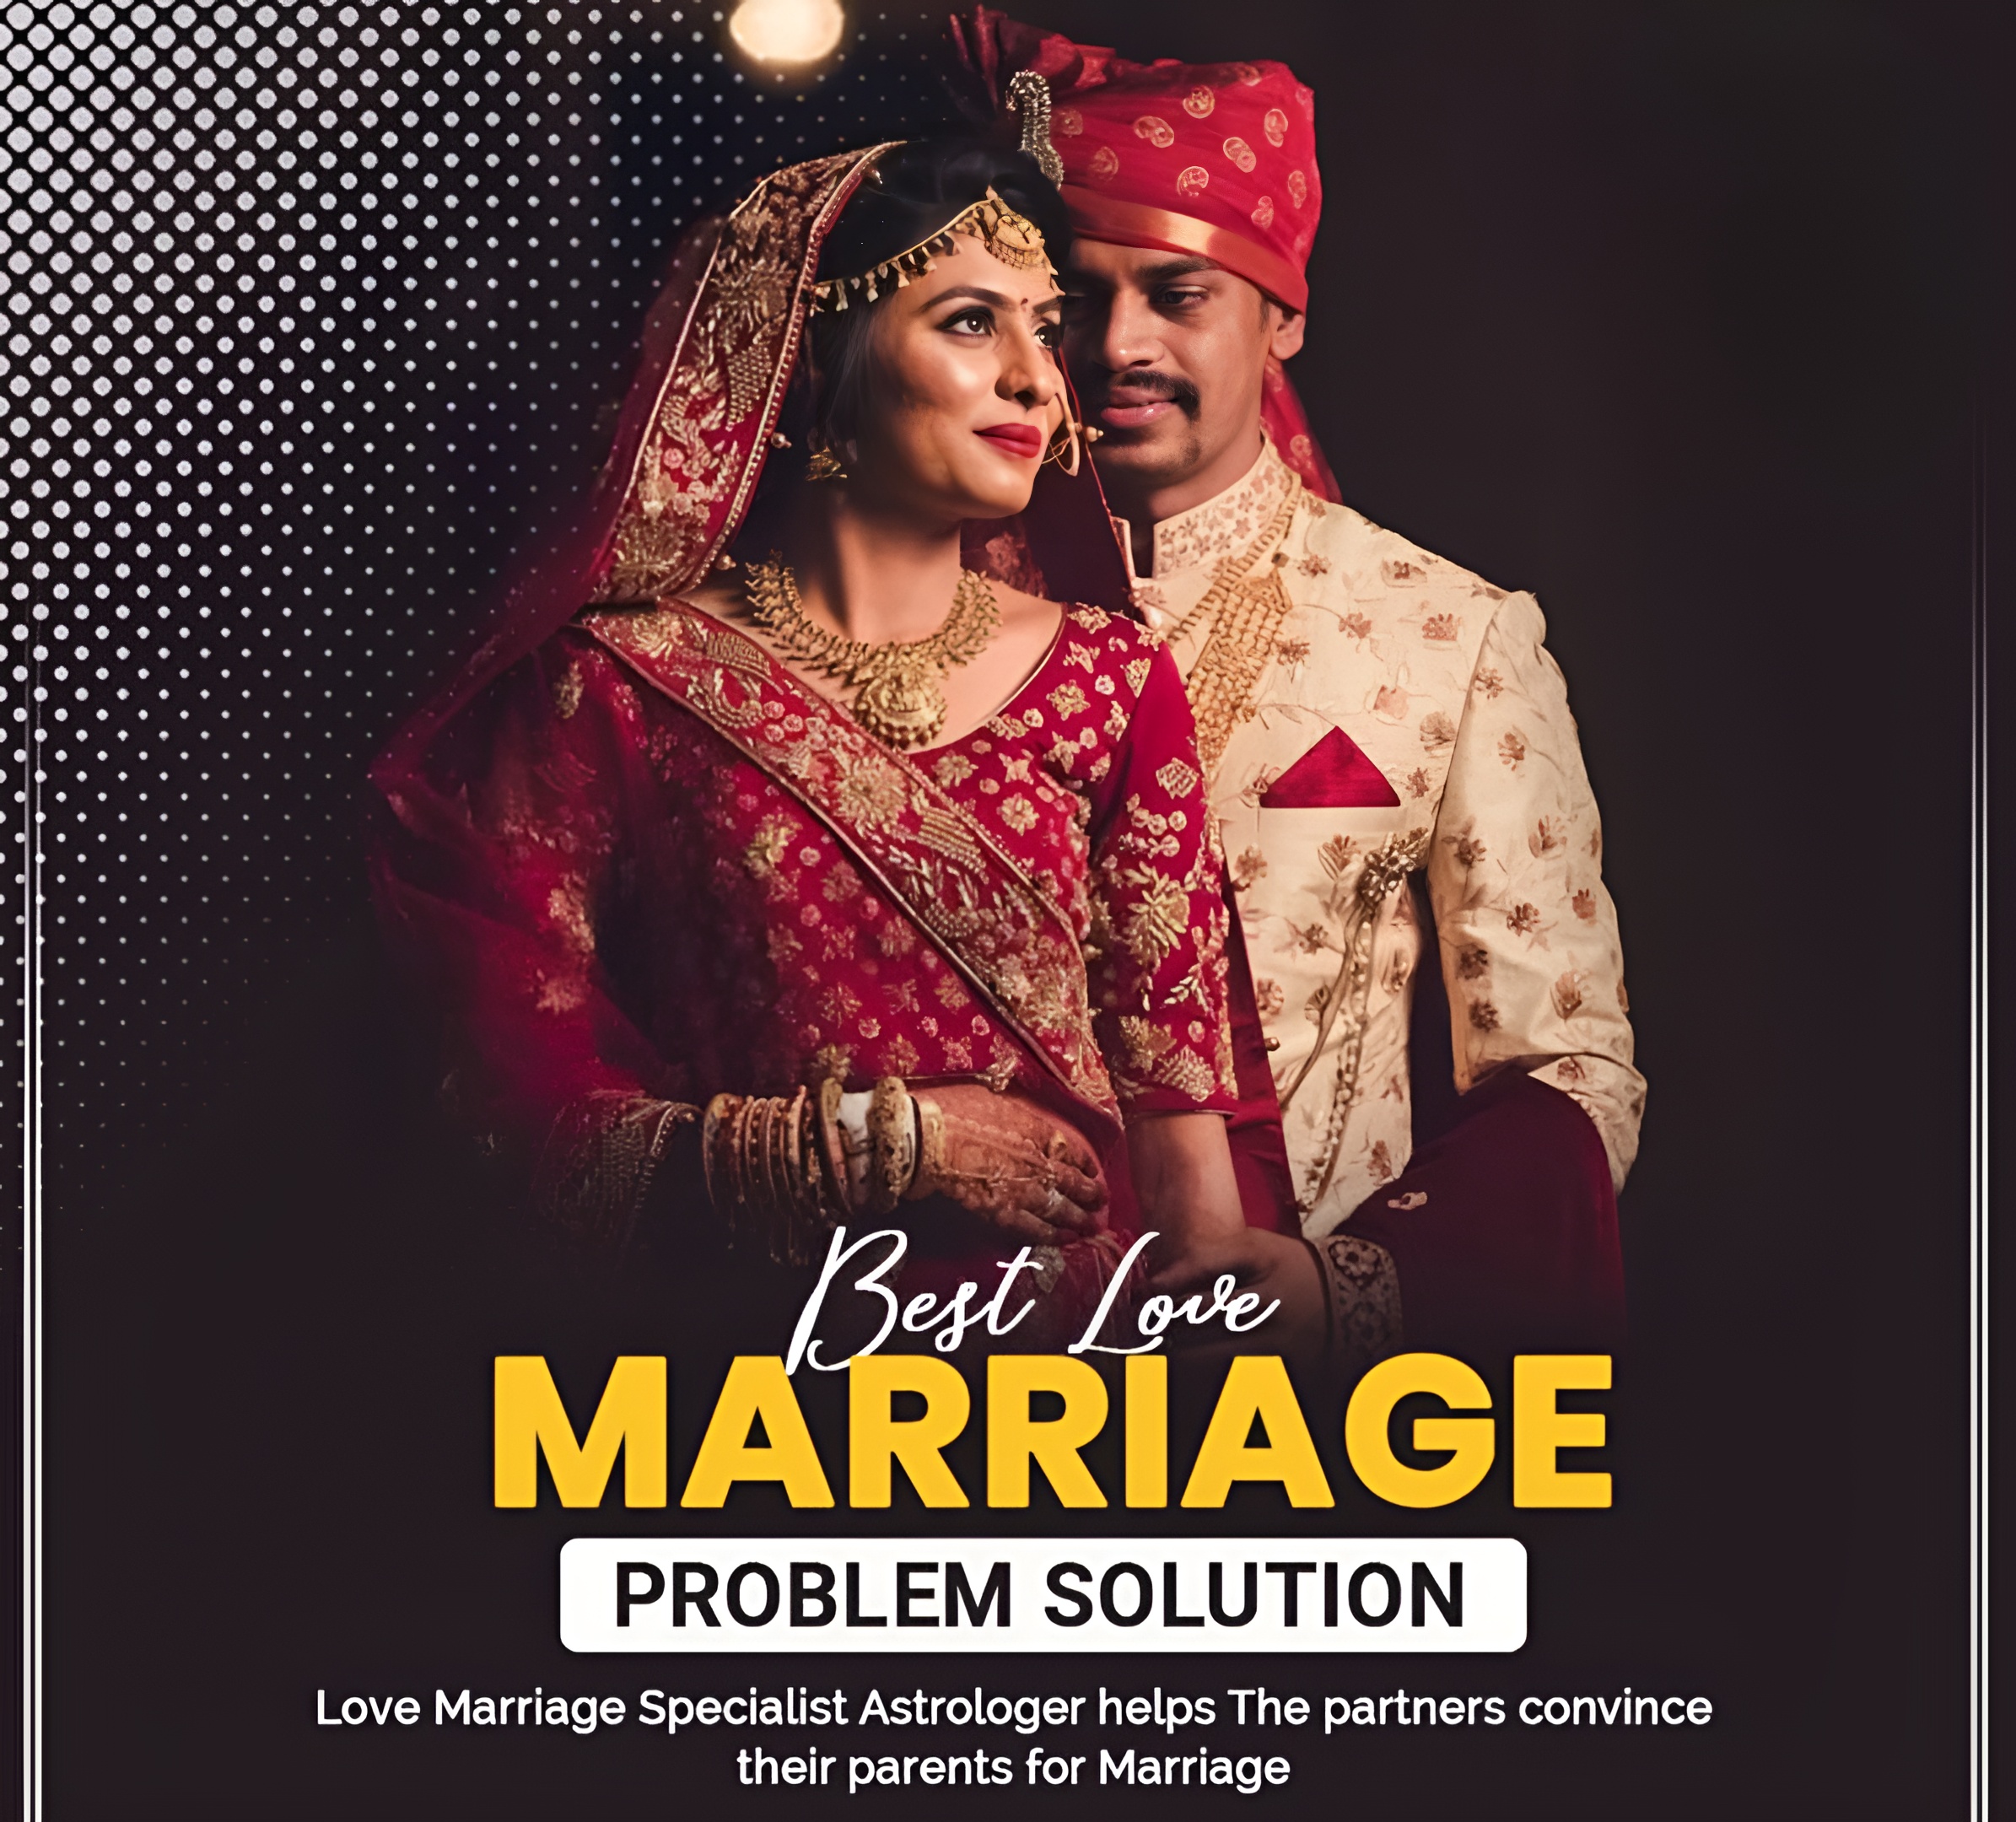 Best Love
MARRIAGE
PROBLEM SOLUTION
Love Marriage Specialist Astrologer helps The partners convince
their parents for Marriage